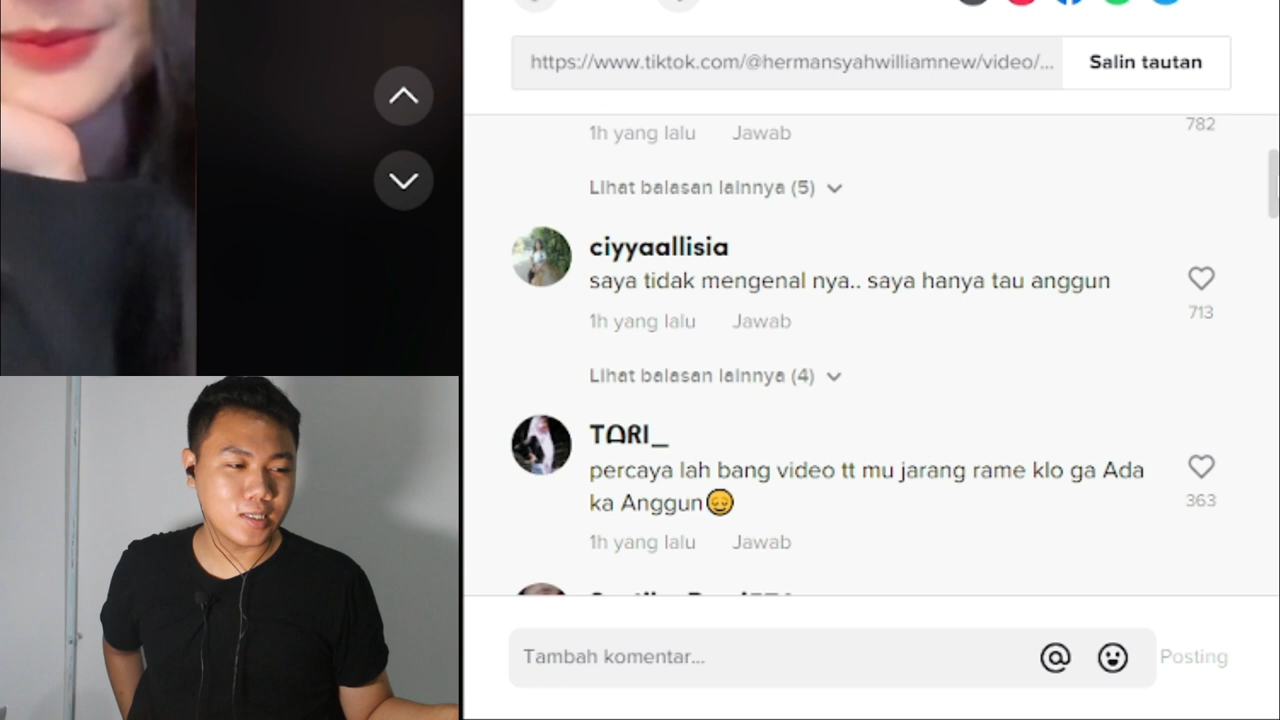 https://www.tiktok.com/@hermansyahwilliamnew/video/...
Salin tautan
1h yang lalu
Jawab
782
Lihat balasan lainnya (5)
ciyyaallisia
saya tidak mengenal nya.. saya hanya tau anggun
713
1h yang lalu
Jawab
Lihat balasan lainnya (4)
TᗝRI_
percaya lah bang video tt mu jarang rame klo ga Ada
ka Anggun😌
363
1h yang lalu
Jawab
Tambah komentar...
Posting